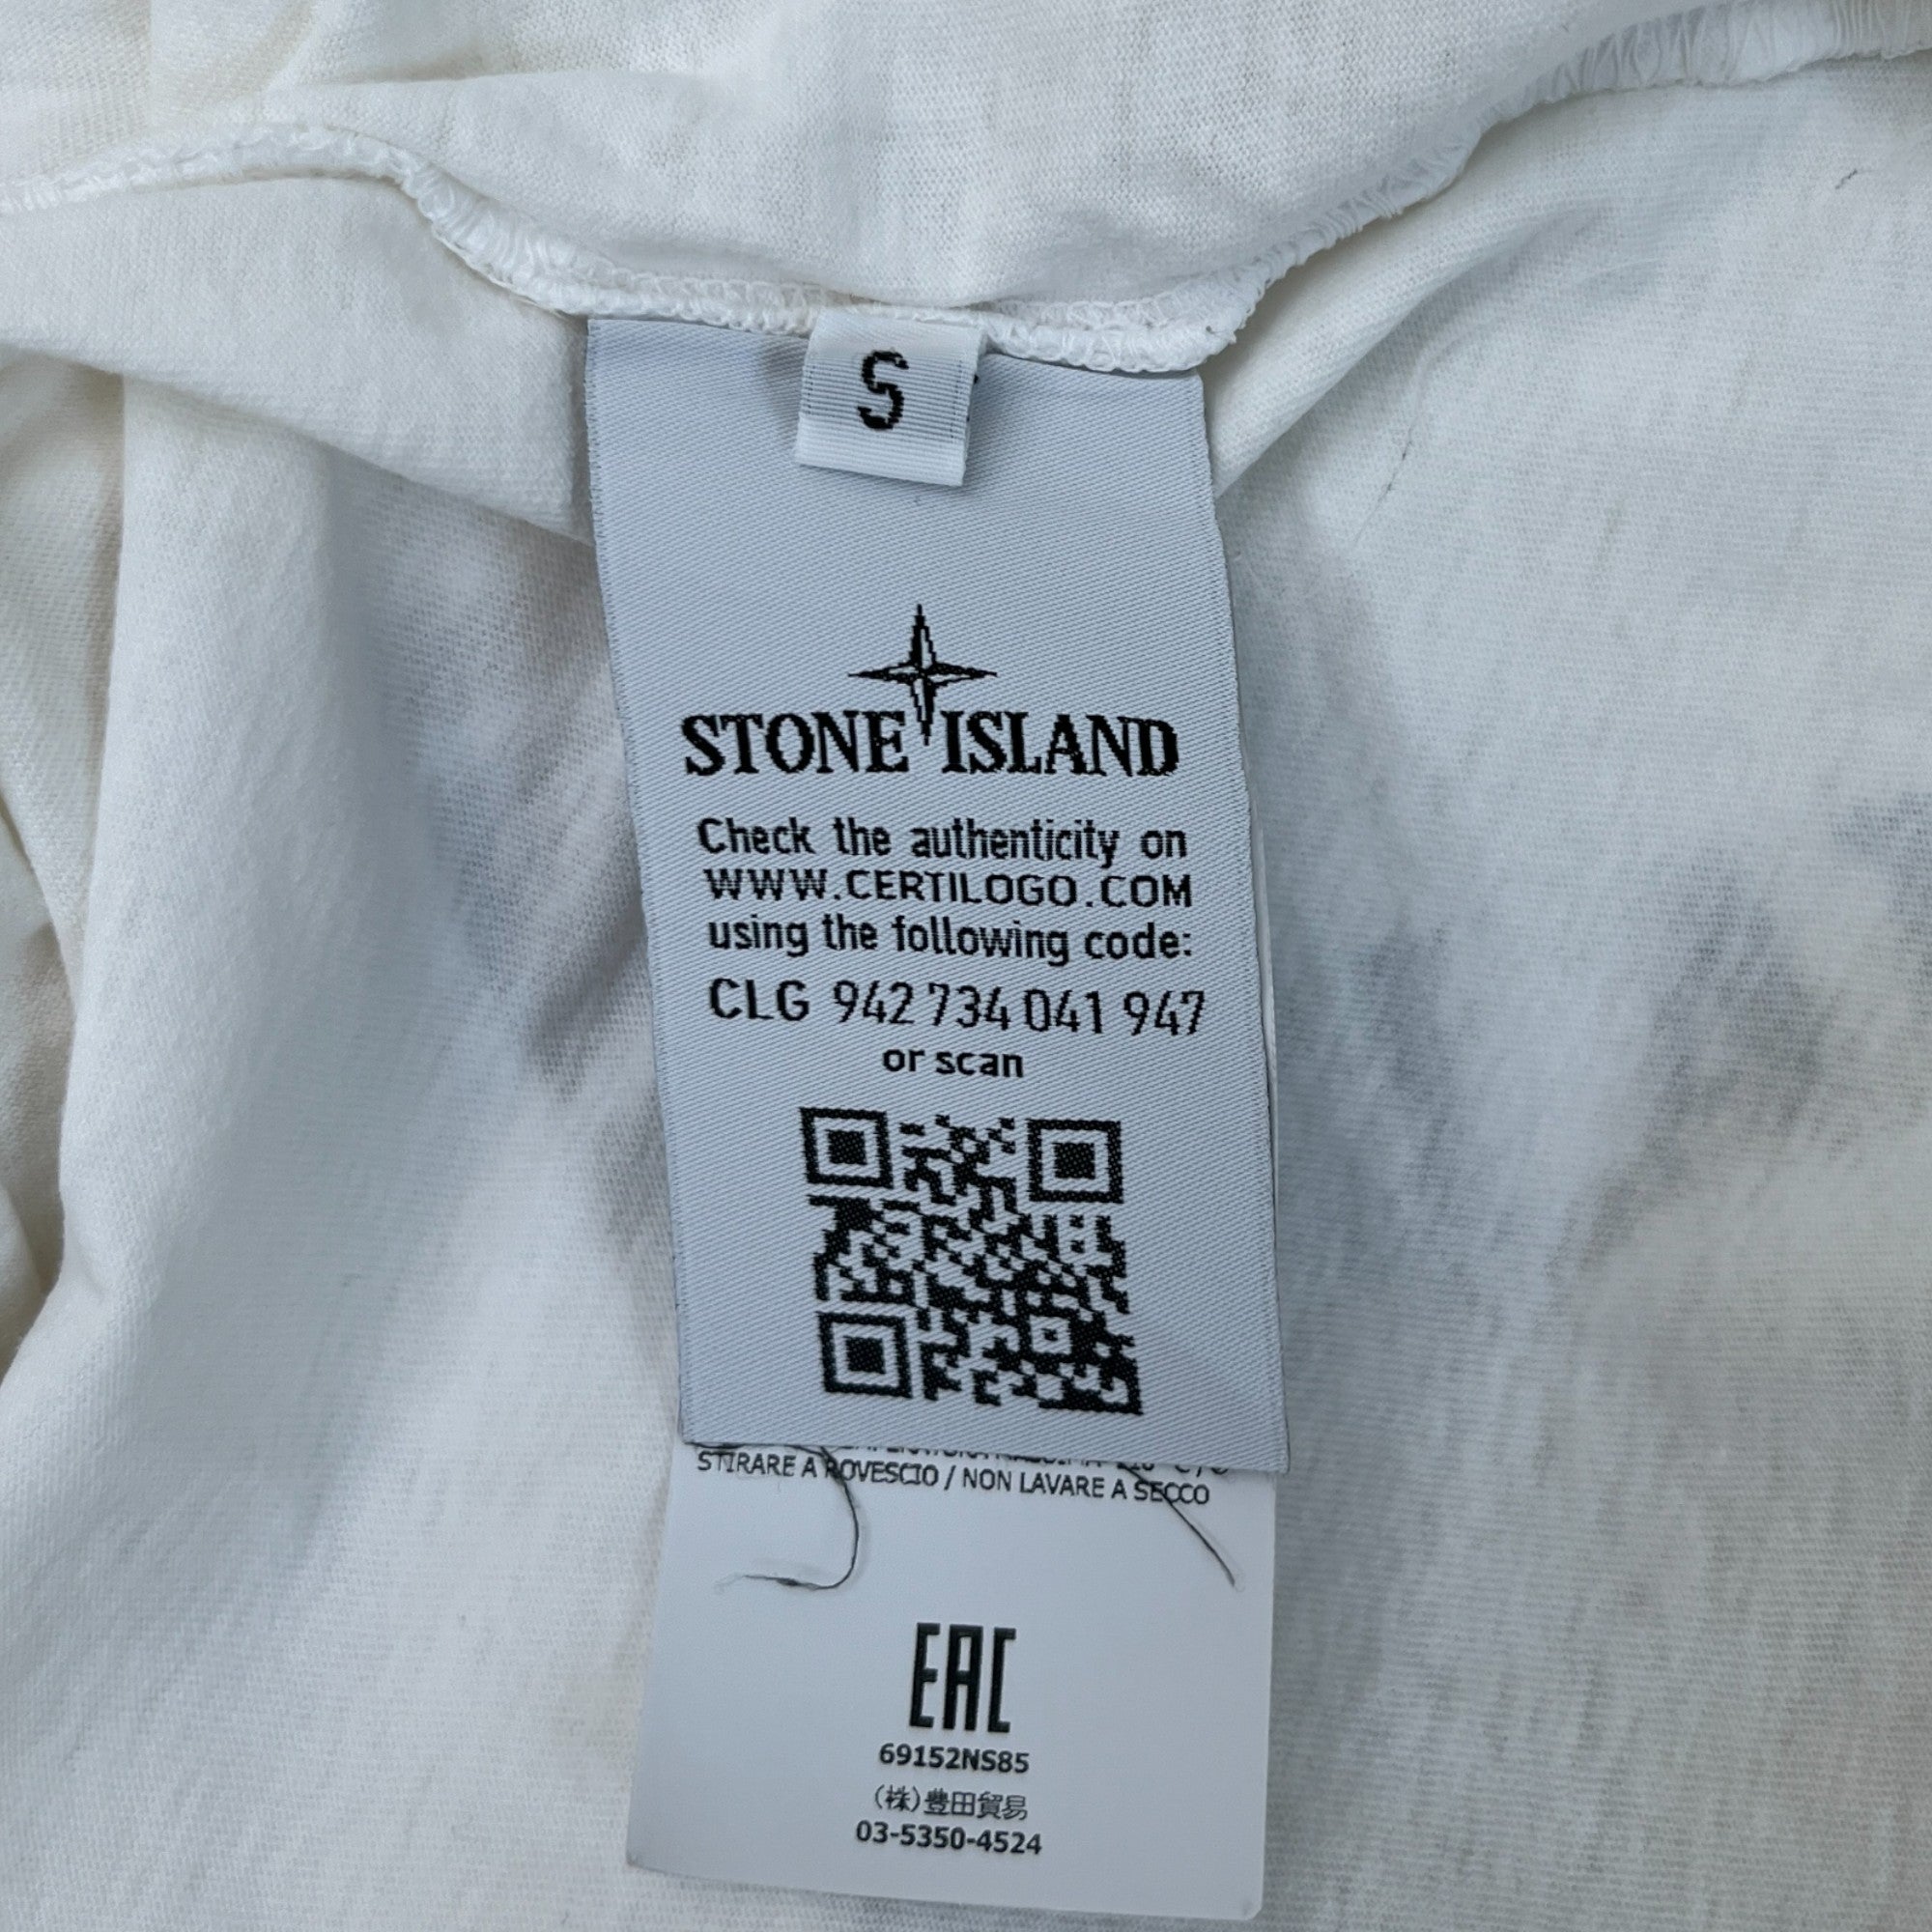 S
STONE ISLAND
Check the authenticity on
WWW.CERTILOGO.COM
using the following code:
CLG 942 734 041 947
or scan
STIRARE A ROVESCIO / NON LAVARE A SECCO
EAC
69152NS85
(株)豊田貿易
03-5350-4524